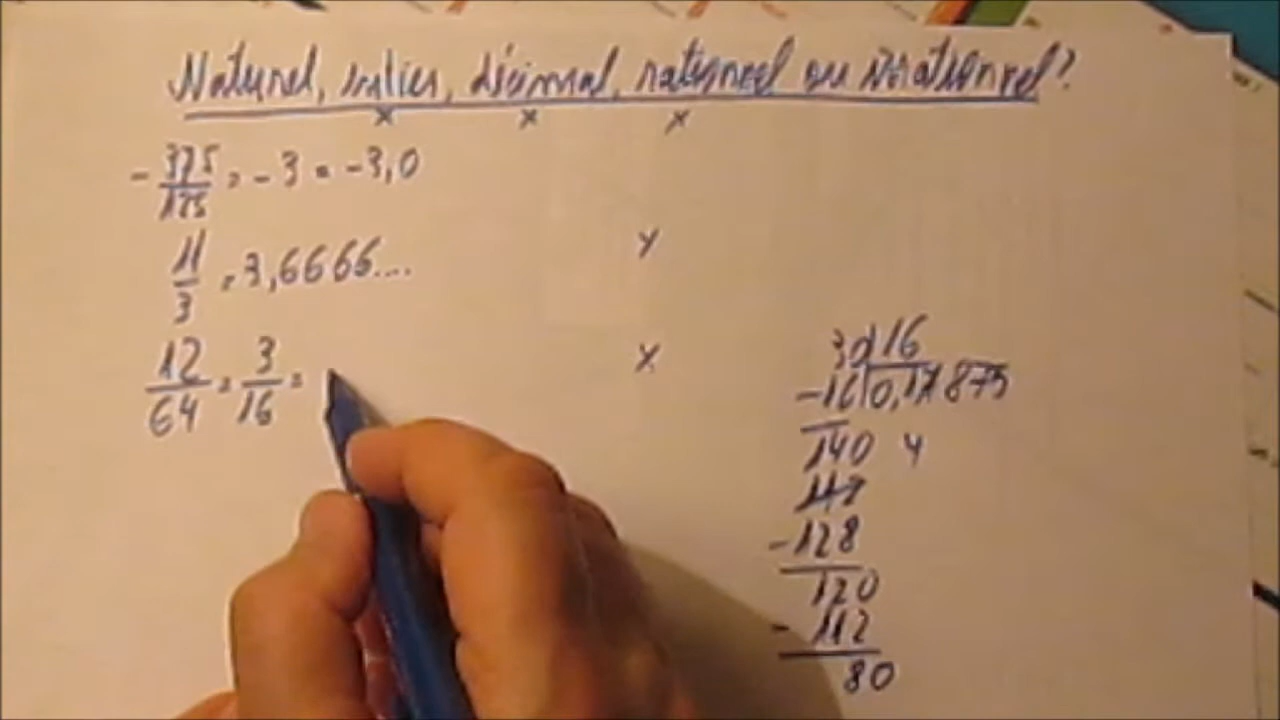 Naturel, entier, décimal, rationnel ou irrationnel?
x x x
- 375/125 = -3 = -3,0
11/3 = 3,6666.... x
12/64 = 3/16 = x
30 16
-16 0,1875
140
-128
120
-112
80